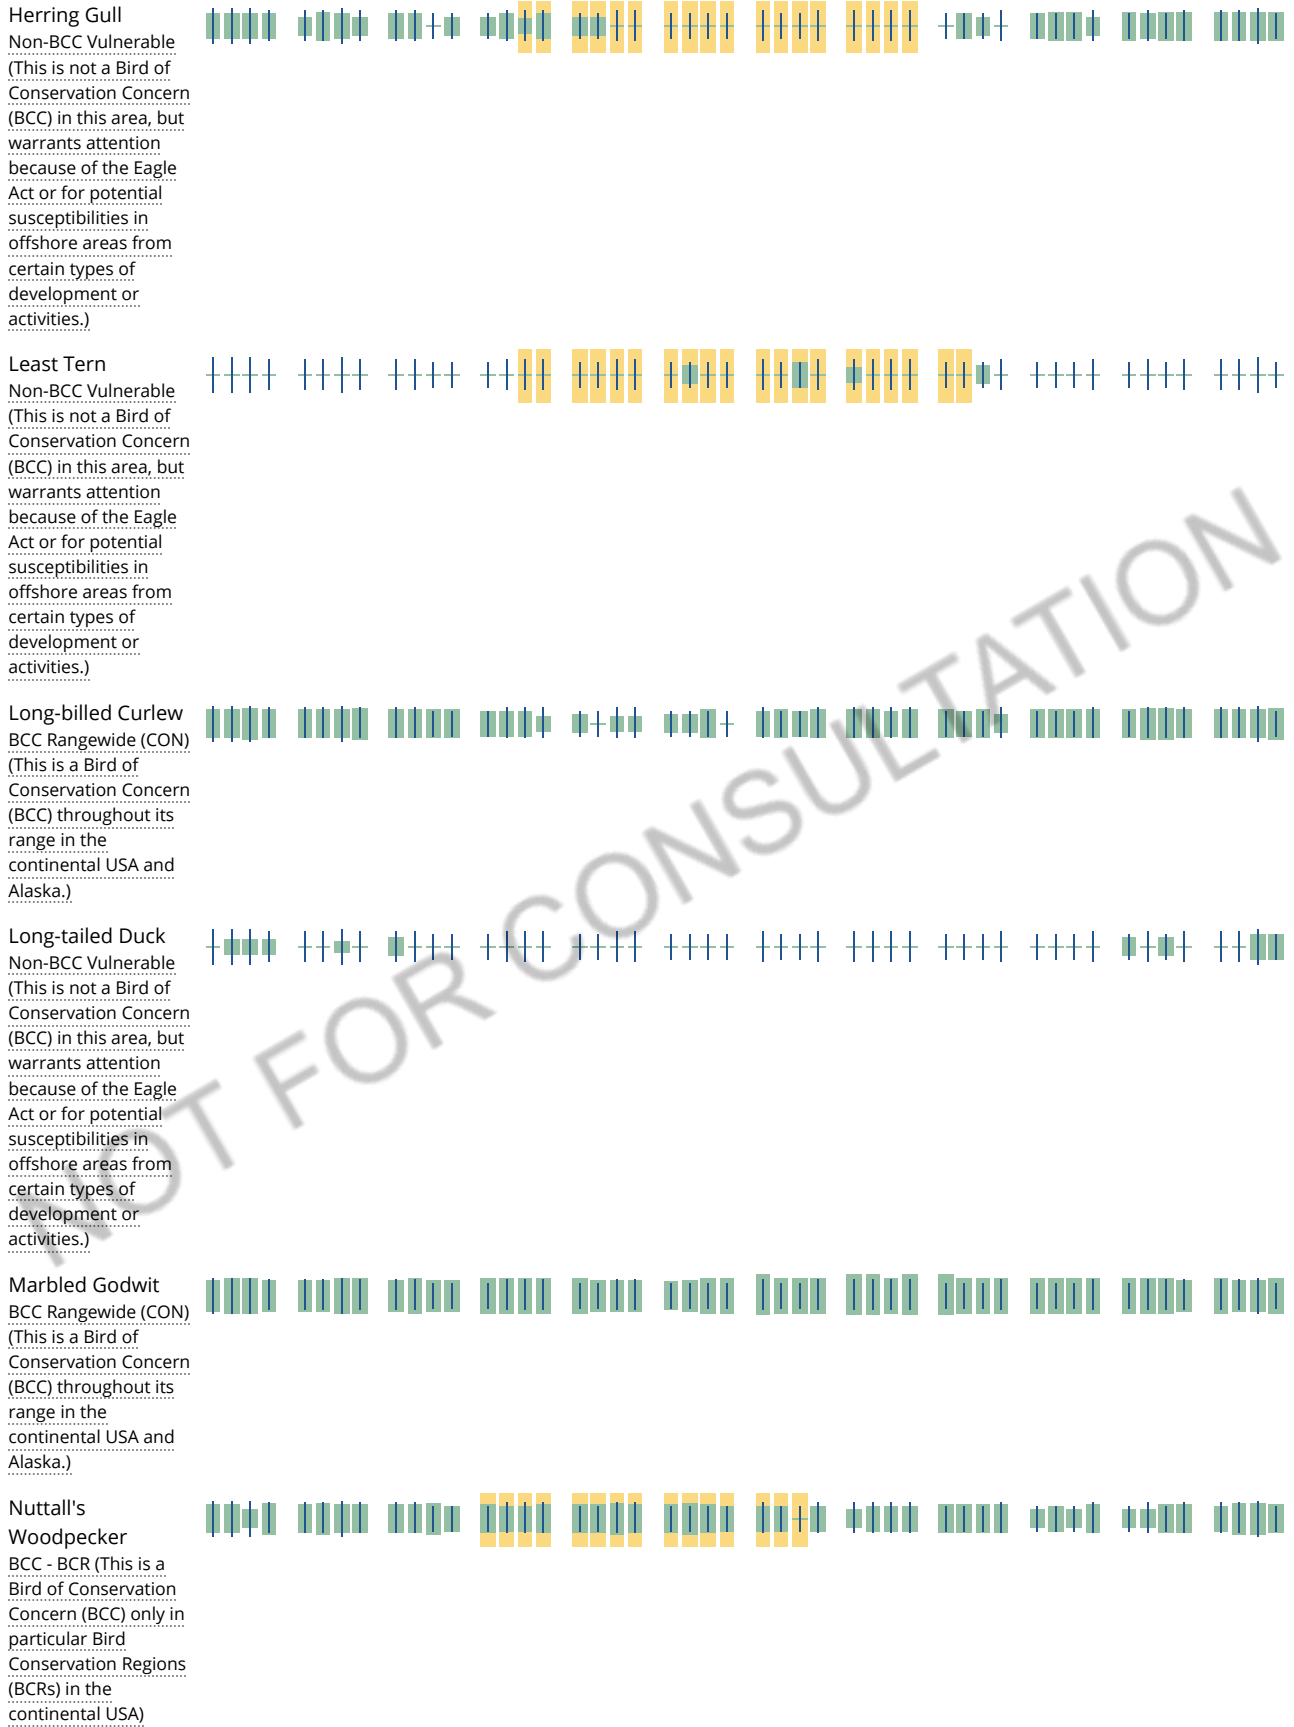 Herring Gull
Non-BCC Vulnerable
(This is not a Bird of
Conservation Concern
(BCC) in this area, but
warrants attention
because of the Eagle
Act or for potential
susceptibilities in
offshore areas from
certain types of
development or
activities.)
Least Tern
Non-BCC Vulnerable
(This is not a Bird of
Conservation Concern
(BCC) in this area, but
warrants attention
because of the Eagle
Act or for potential
susceptibilities in
offshore areas from
certain types of
development or
activities.)
Long-billed Curlew
BCC Rangewide (CON)
(This is a Bird of
Conservation Concern
(BCC) throughout its
range in the
continental USA and
Alaska.)
Long-tailed Duck
Non-BCC Vulnerable
(This is not a Bird of
Conservation Concern
(BCC) in this area, but
warrants attention
because of the Eagle
Act or for potential
susceptibilities in
offshore areas from
certain types of
development or
activities.)
Marbled Godwit
BCC Rangewide (CON)
(This is a Bird of
Conservation Concern
(BCC) throughout its
range in the
continental USA and
Alaska.)
Nuttall's
Woodpecker
BCC - BCR (This is a
Bird of Conservation
Concern (BCC) only in
particular Bird
Conservation Regions
(BCRs) in the
continental USA)
NOT FOR CONSULTATION